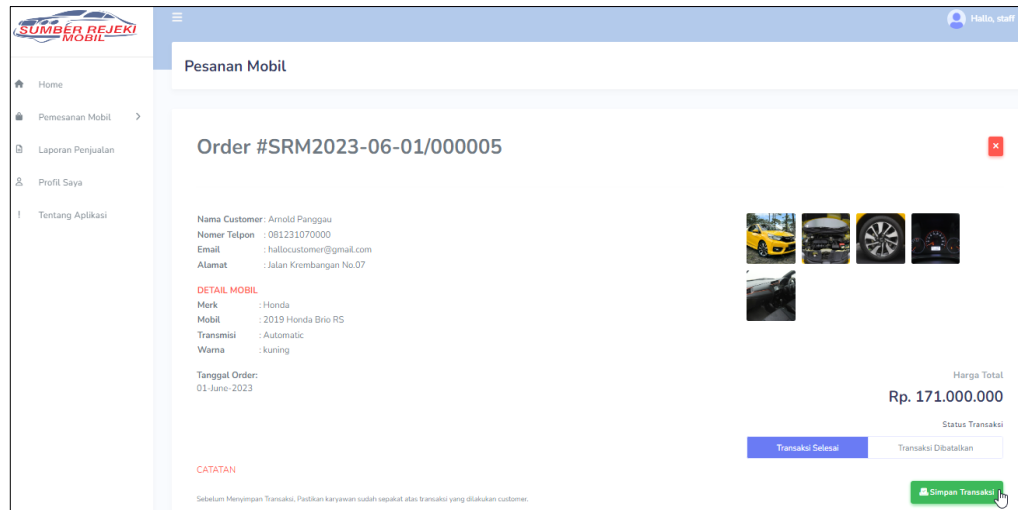 SUMBER REJEKI
MOBIL
Hallo, staff
Home
Pemesanan Mobil
Laporan Penjualan
Profil Saya
Tentang Aplikasi
Pesanan Mobil
Order #SRM2023-06-01/000005
Nama Customer : Arnold Panggau
Nomer Telpon : 081231070000
Email : hallocustomer@gmail.com
Alamat : Jalan Krembangan No.07
DETAIL MOBIL
Merk : Honda
Mobil : 2019 Honda Brio RS
Transmisi : Automatic
Warna : kuning
Tanggal Order:
01-June-2023
Harga Total
Rp. 171.000.000
Status Transaksi
Transaksi Selesai Transaksi Dibatalkan
CATATAN
Simpan Transaksi
Sebelum Menyimpan Transaksi, Pastikan karyawan sudah sepakat atas transaksi yang dilakukan customer.